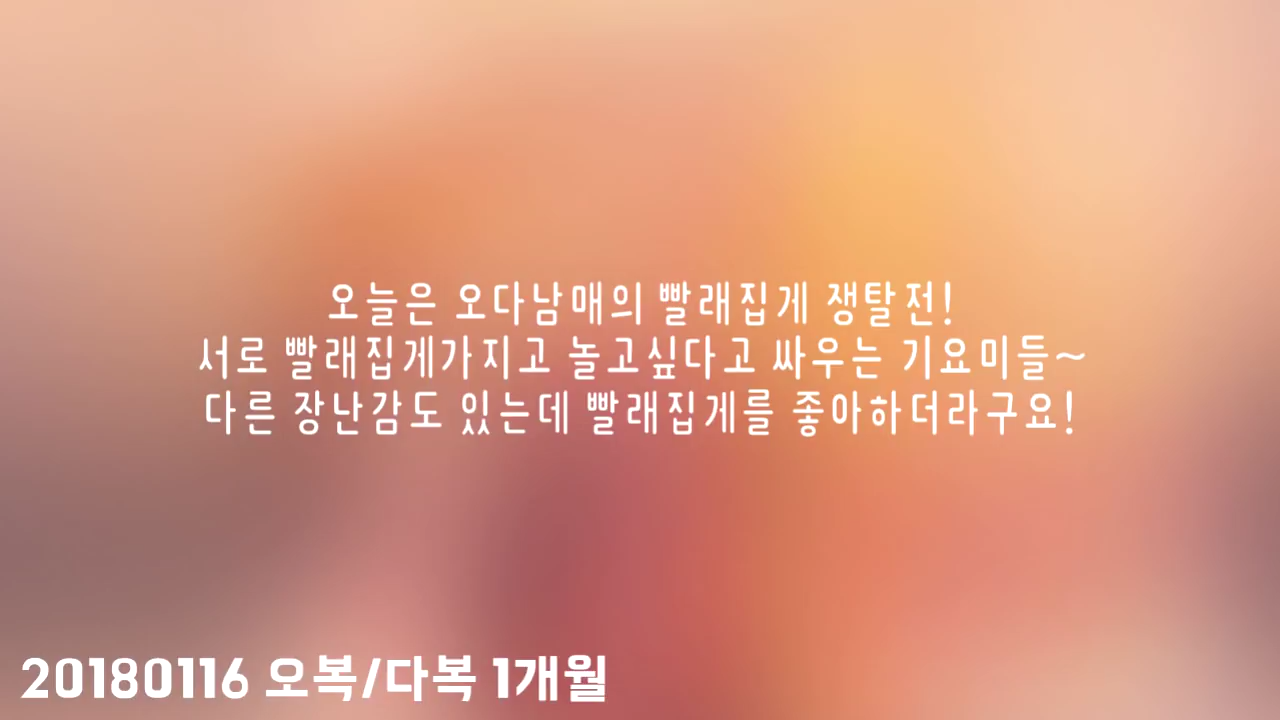 오늘은 오다남매의 빨래집게 쟁탈전!
서로 빨래집게가지고 놀고싶다고 싸우는 기요미들~
다른 장난감도 있는데 빨래집게를 좋아하더라구요!
20180116 오복/다복 1개월